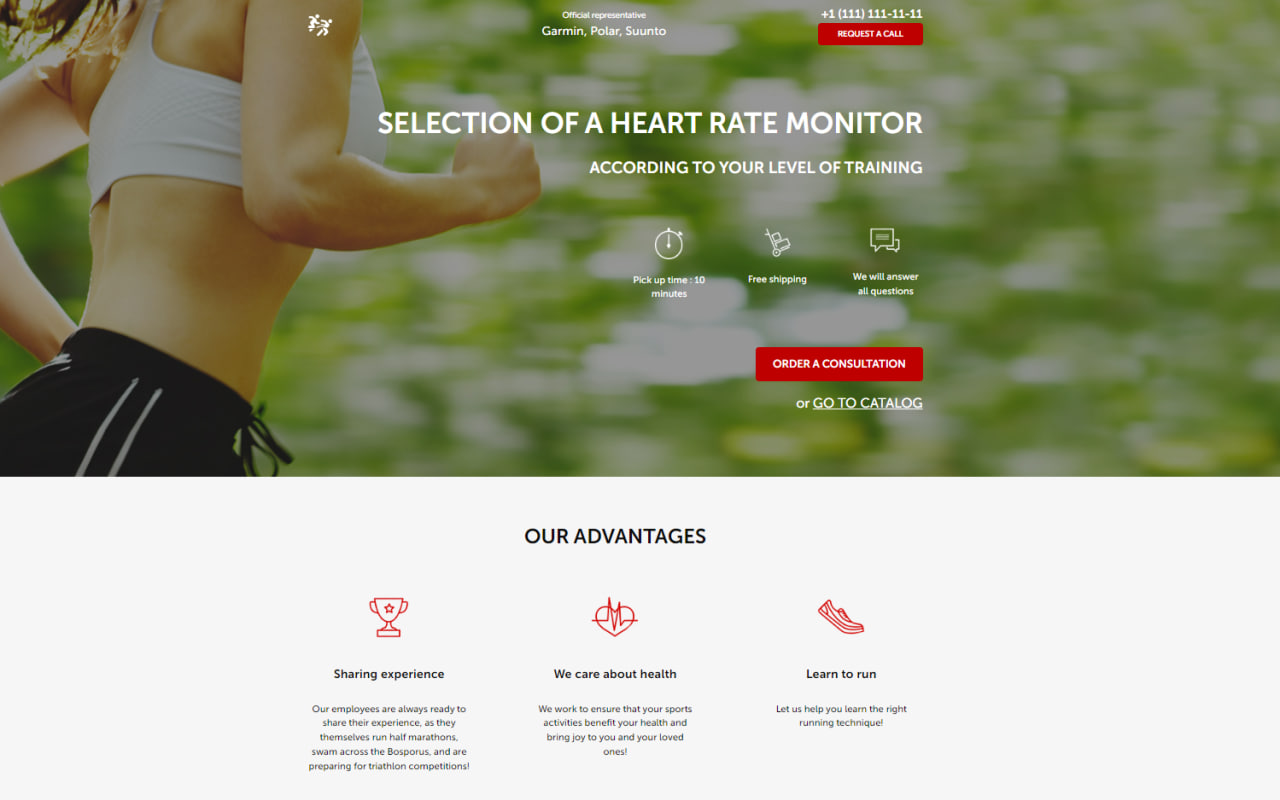 Official representative
Garmin, Polar, Suunto
+1 (111) 111-11-11
REQUEST A CALL
SELECTION OF A HEART RATE MONITOR
ACCORDING TO YOUR LEVEL OF TRAINING
Pick up time : 10
minutes
Free shipping
We will answer
all questions
ORDER A CONSULTATION
or GO TO CATALOG
OUR ADVANTAGES
Sharing experience
Our employees are always ready to
share their experience, as they
themselves run half marathons,
swam across the Bosporus, and are
preparing for triathlon competitions!
We care about health
We work to ensure that your sports
activities benefit your health and
bring joy to you and your loved
ones!
Learn to run
Let us help you learn the right
running technique!